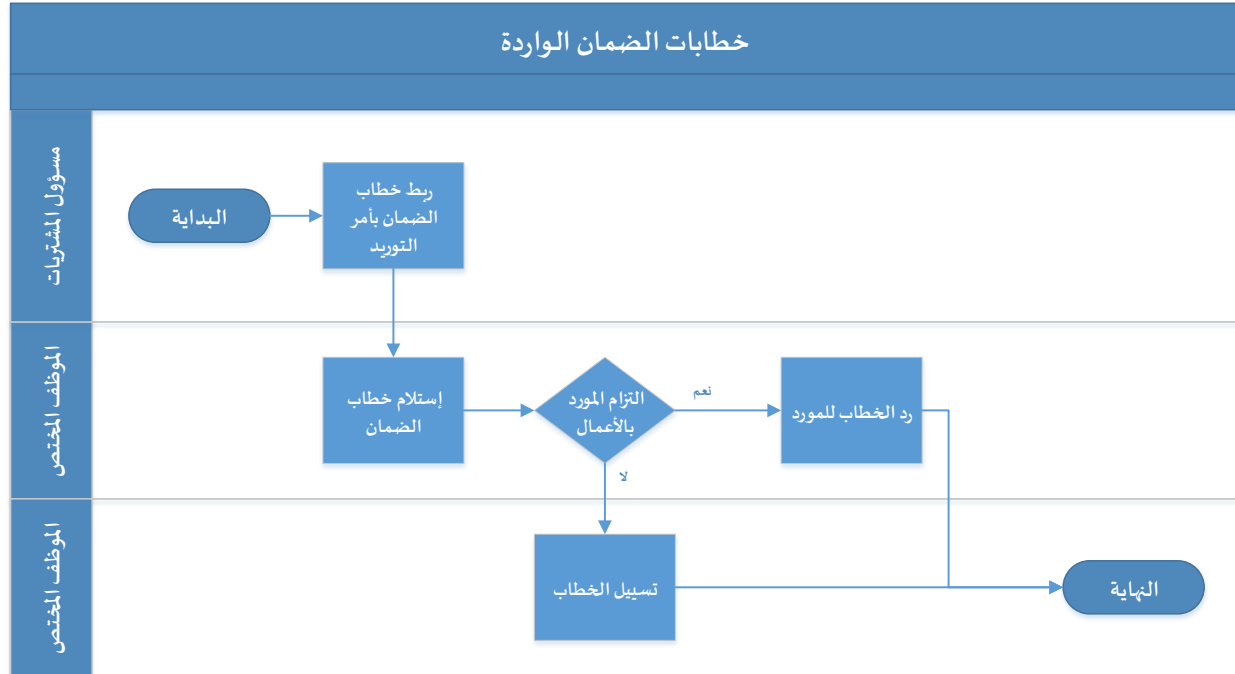 خطابات الضمان الواردة
مسؤول المشتريات
البداية
ربط خطاب
الضمان بأمر
التوريد
الموظف المختص
إستلام خطاب
الضمان
التزام المورد
بالأعمال
نعم
رد الخطاب للمورد
لا
الموظف المختص
تسييل الخطاب
النهاية